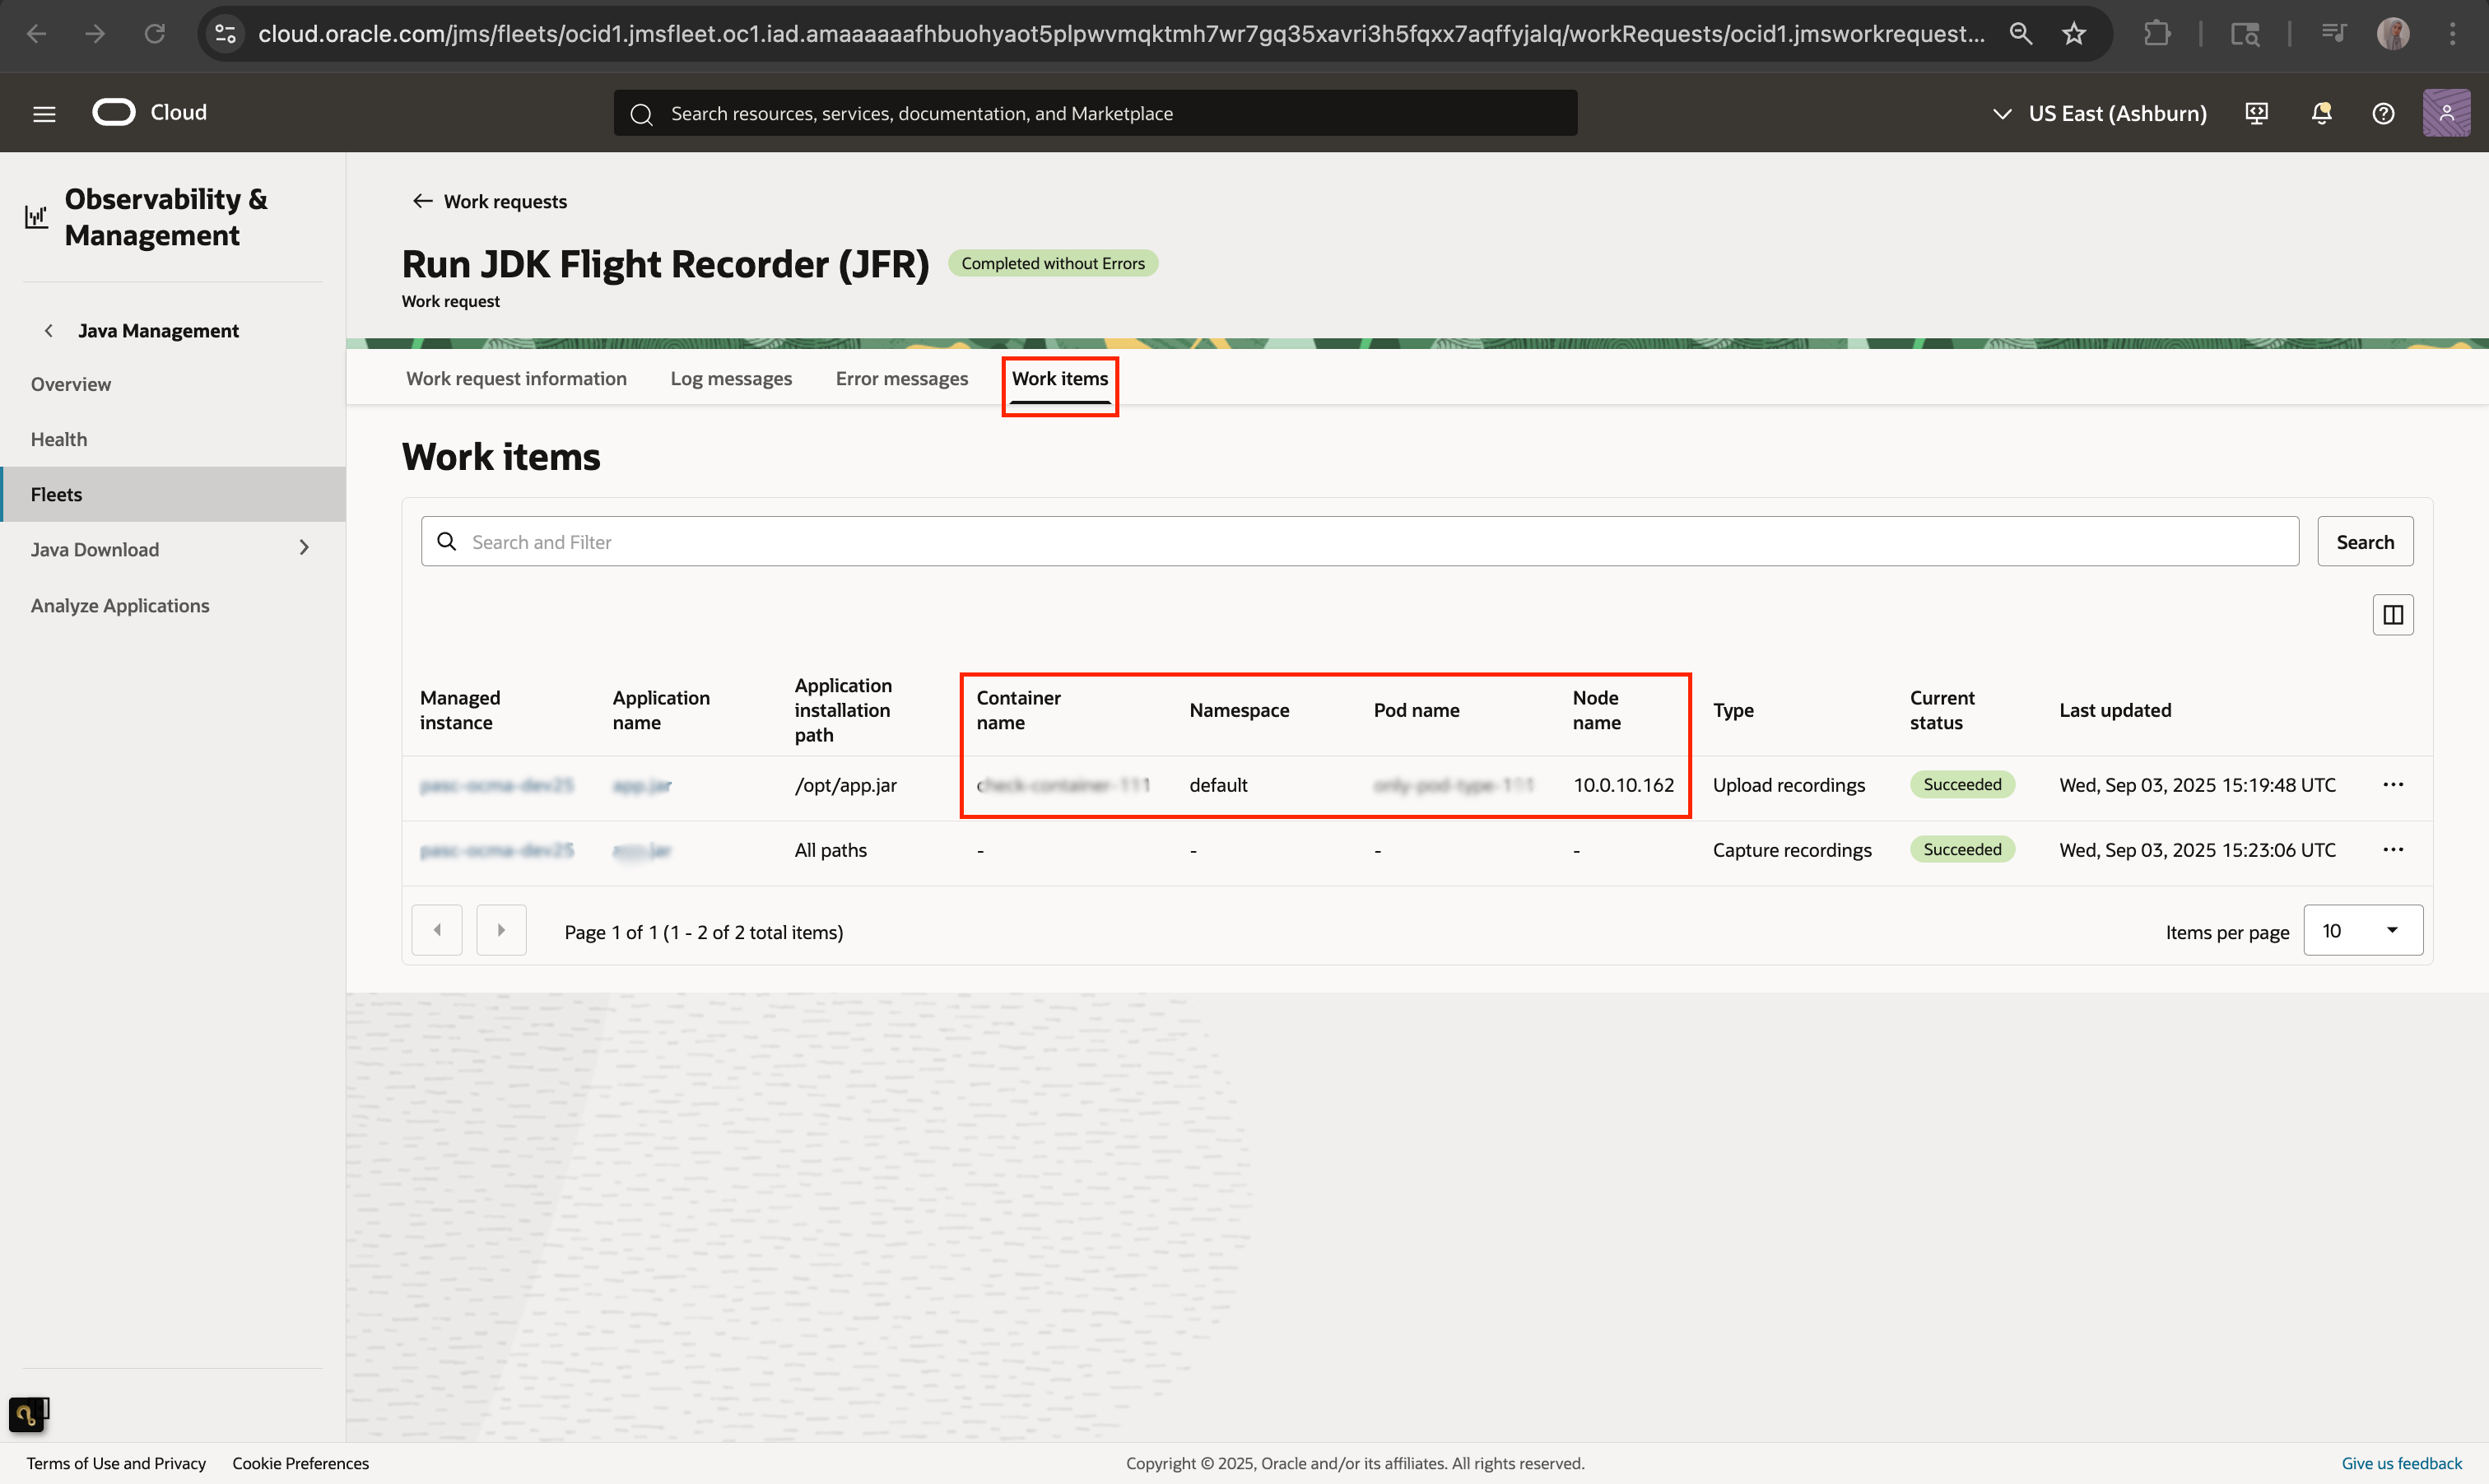 cloud.oracle.com/jms/fleets/ocid1.jmsfleet.oc1.iad.amaaaaaafhbuohyaot5plpwvmqktmh7wr7gq35xavri3h5fqxx7aqffyjalq/workRequests/ocid1.jmsworkrequest...
Cloud
Search resources, services, documentation, and Marketplace
US East (Ashburn)
Observability &
Management
Java Management
Overview
Health
Fleets
Java Download
Analyze Applications
Work requests
Run JDK Flight Recorder (JFR) Completed without Errors
Work request
Work request information Log messages Error messages Work items
Work items
Search and Filter Search
Managed instance Application name Application installation path Container name Namespace Pod name Node name Type Current status Last updated
/opt/app.jar default 10.0.10.162 Upload recordings Succeeded Wed, Sep 03, 2025 15:19:48 UTC
All paths - - - - Capture recordings Succeeded Wed, Sep 03, 2025 15:23:06 UTC
Page 1 of 1 (1 - 2 of 2 total items) Items per page 10
Terms of Use and Privacy Cookie Preferences Copyright © 2025, Oracle and/or its affiliates. All rights reserved. Give us feedback